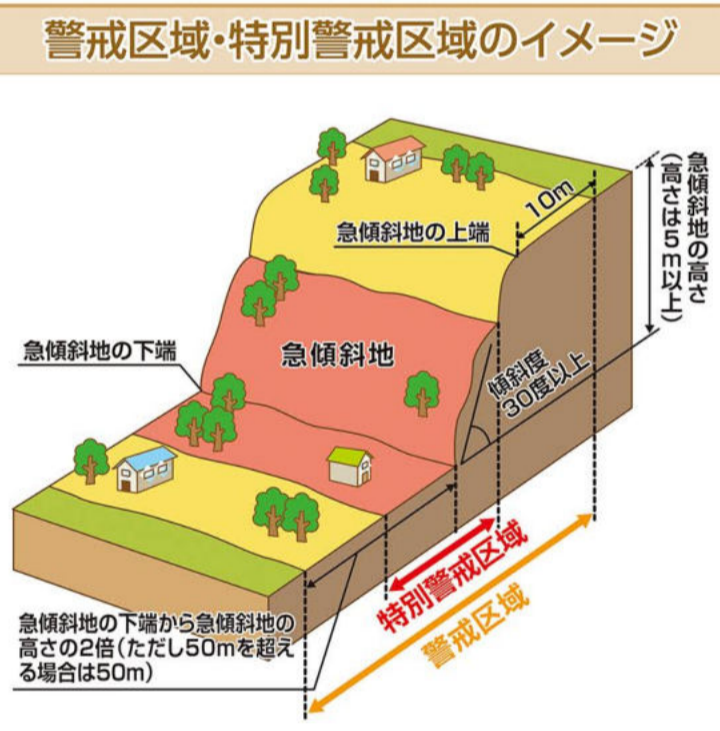 警戒区域・特別警戒区域のイメージ
急傾斜地の高さ
(高さは5m以上)
10m
急傾斜地の上端
急傾斜地の下端
急傾斜地
傾斜度
30度以上
特別警戒区域
警戒区域
急傾斜地の下端から急傾斜地の
高さの2倍(ただし50mを超え
る場合は50m)